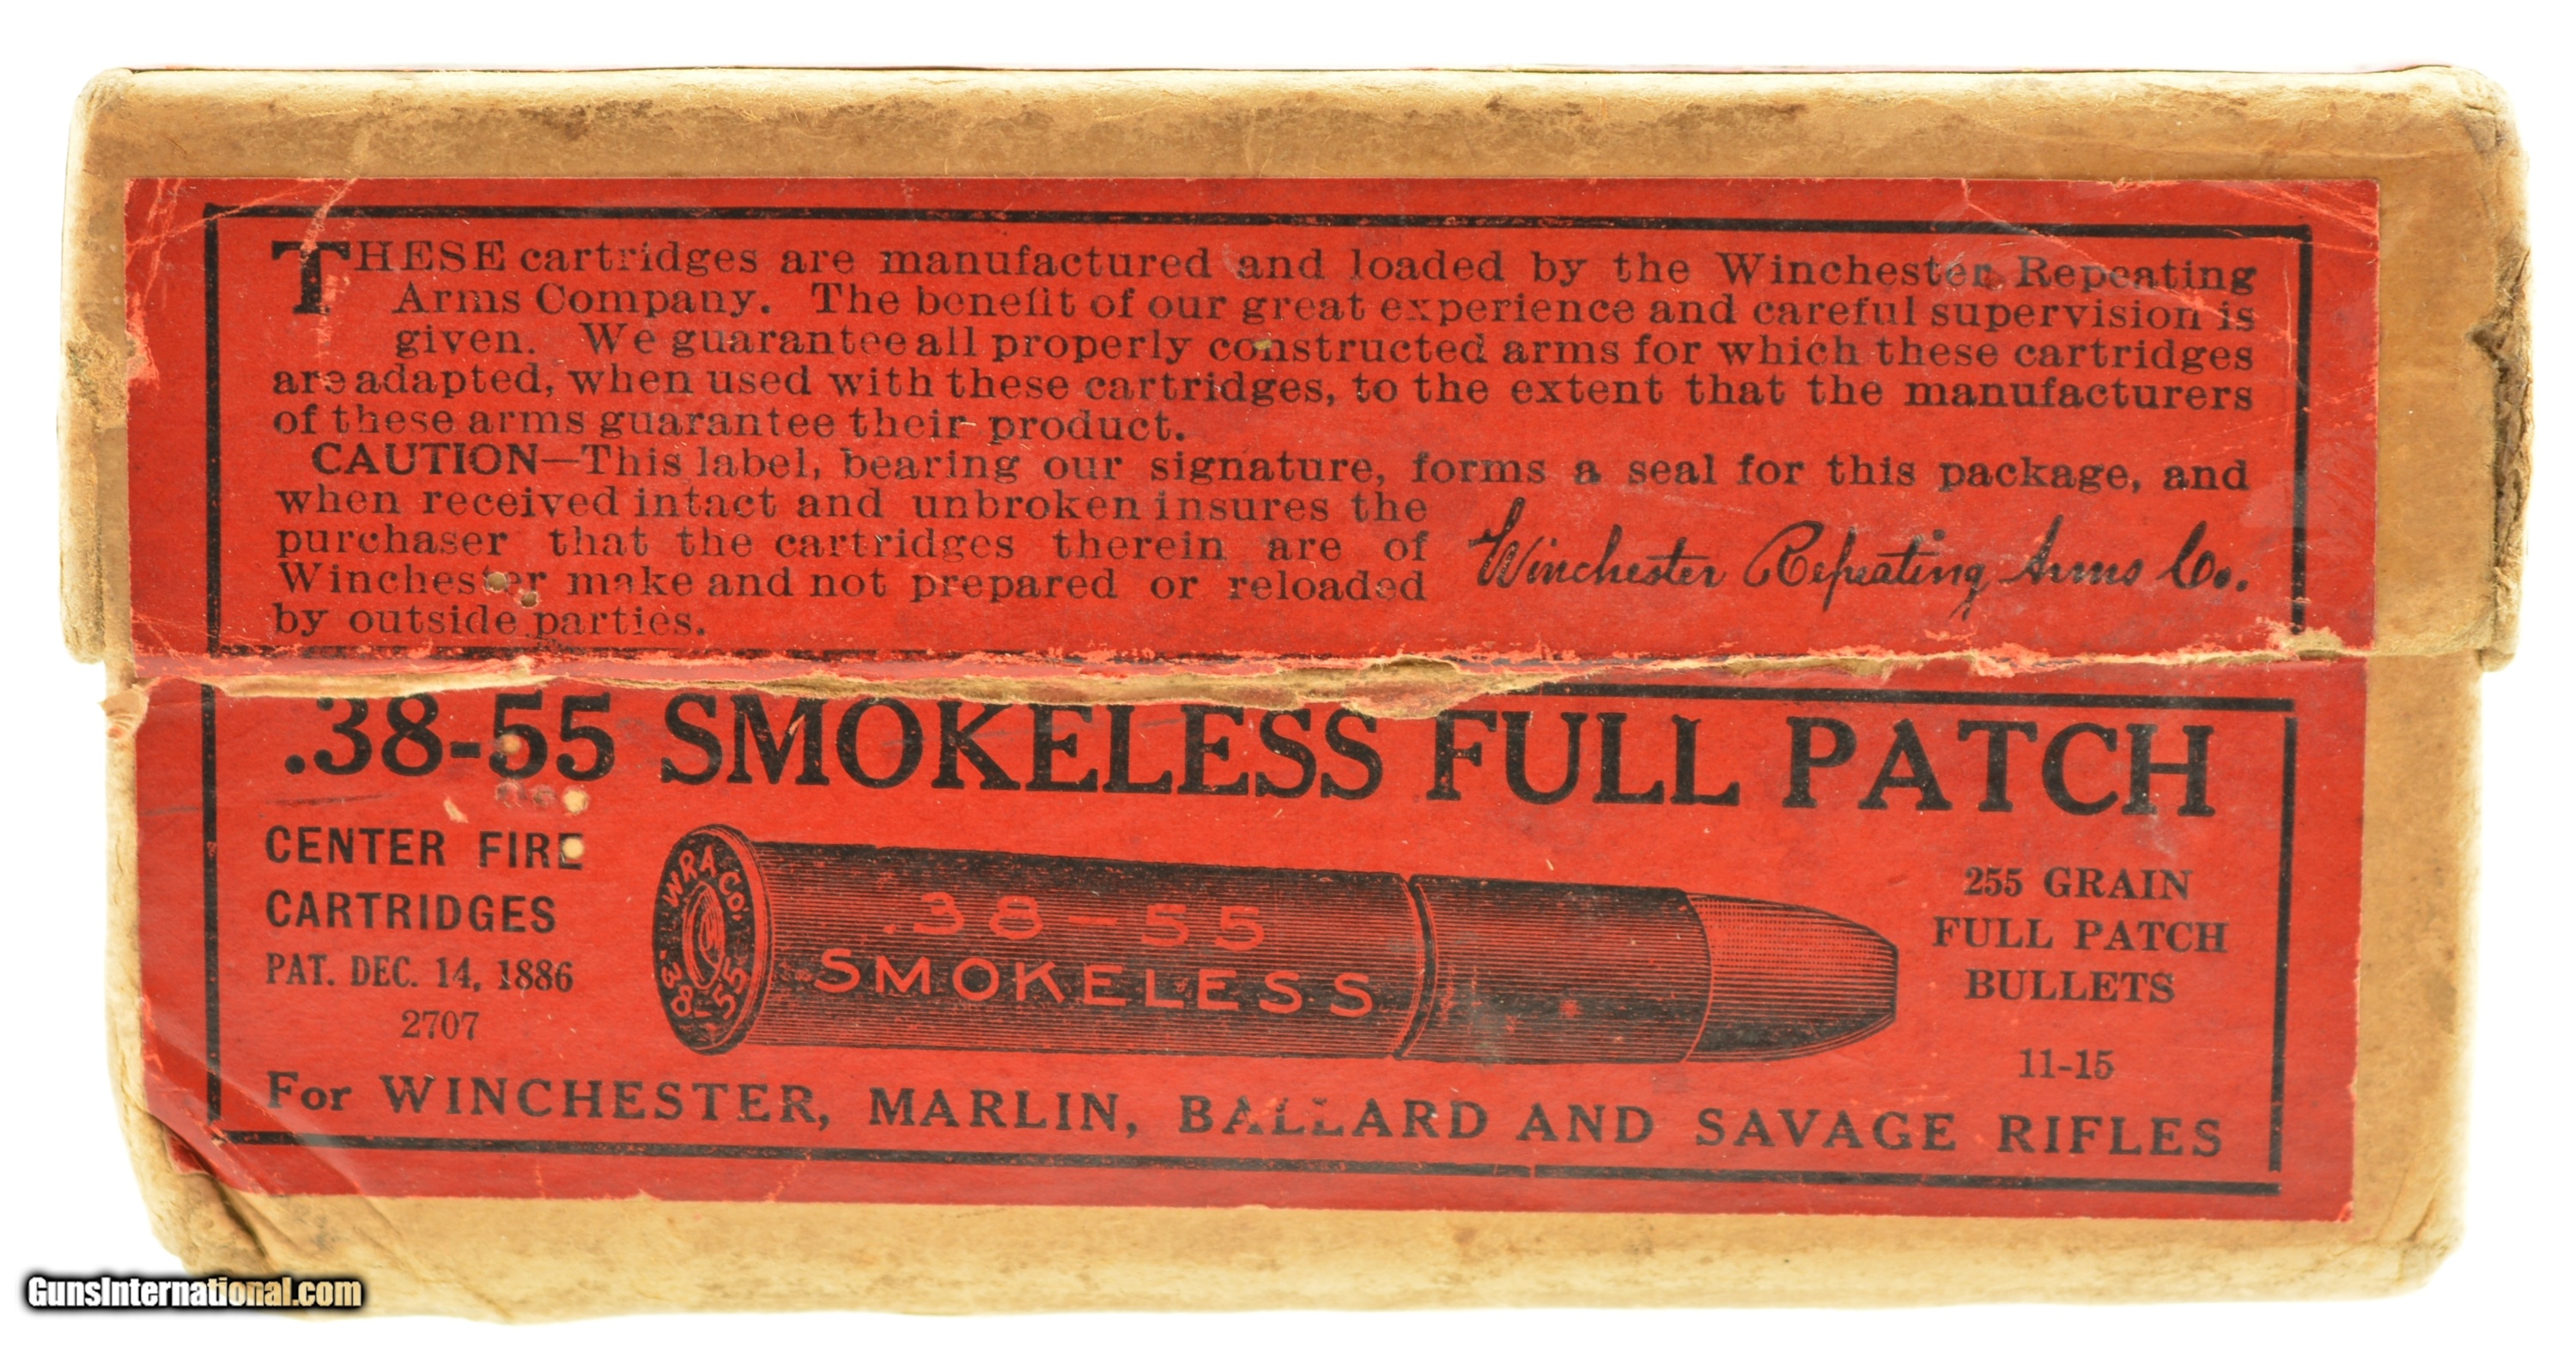 THESE cartridges are manufactured and loaded by the Winchester Repeating
Arms Company. The benefit of our great experience and careful supervision is
given. We guarantee all properly constructed arms for which these cartridges
are adapted, when used with these cartridges, to the extent that the manufacturers
of these arms guarantee their product.
CAUTION—This label, bearing our signature, forms a seal for this package, and
when received intact and unbroken insures the
purchaser that the cartridges therein are of
Winchester make and not prepared or reloaded
by outside parties.
Winchester Repeating Arms Co.
.38-55 SMOKELESS FULL PATCH
CENTER FIRE
CARTRIDGES
PAT. DEC. 14, 1886
2707
W.R.A.Co.
.38-55
.38-55
SMOKELESS
255 GRAIN
FULL PATCH
BULLETS
11-15
For WINCHESTER, MARLIN, BALLARD AND SAVAGE RIFLES
GunsInternational.com